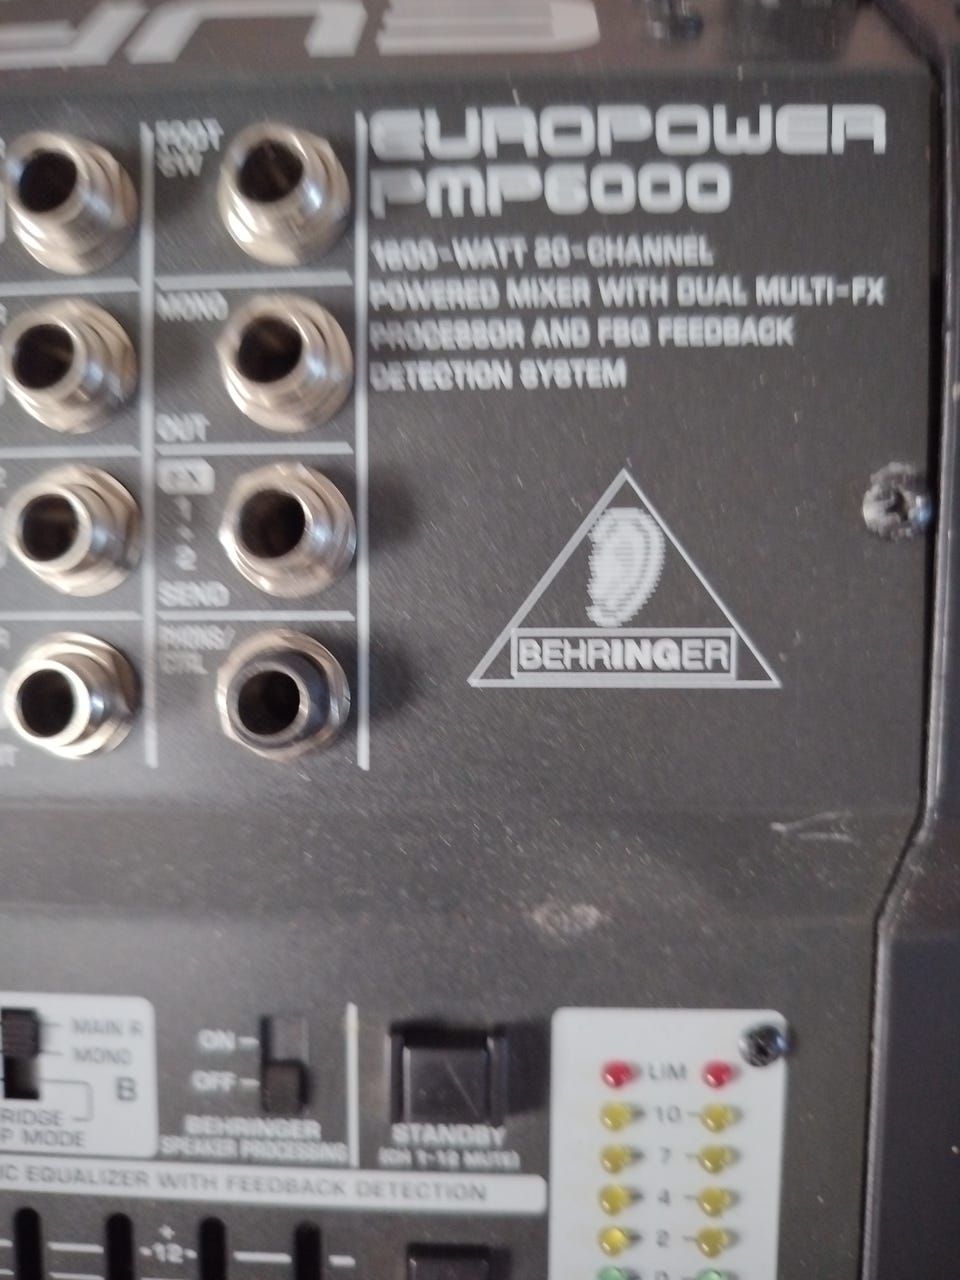 EUROPOWER
PMP6000
1600-WATT 20-CHANNEL
POWERED MIXER WITH DUAL MULTI-FX
PROCESSOR AND FBQ FEEDBACK
DETECTION SYSTEM
FOOT
SW
MONO
OUT
FX
1
2
SEND
PHONS/
CTRL
BEHRINGER
MAIN R
MONO
B
MODE
ON
OFF
BEHRINGER
SPEAKER PROCESSING
STANDBY
(CH 1-12 MUTE)
LIM
10
7
4
2
0
EQUALIZER WITH FEEDBACK DETECTION
+
12